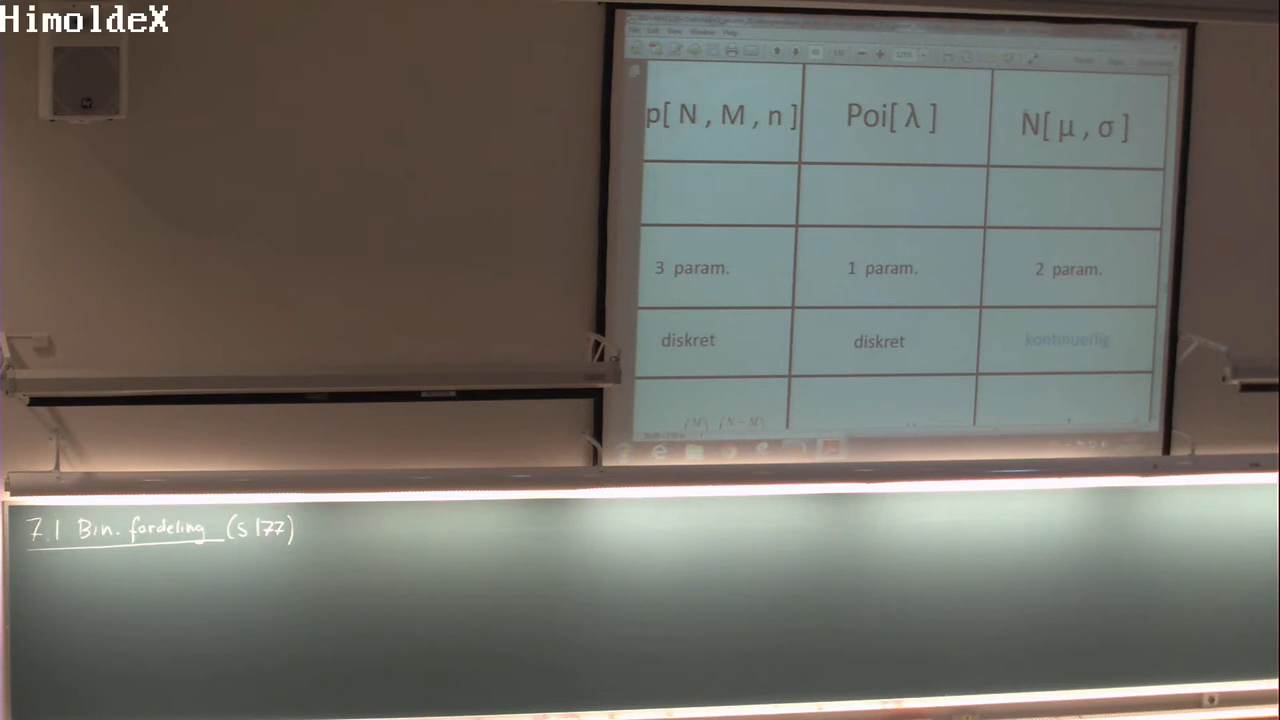 HimoldeX
p[ N , M , n ] Poi[ λ ] N[ μ , σ ]
3 param. 1 param. 2 param.
diskret diskret kontinuerlig
(M) (N − M)
7.1 Bin. fordeling (s 177)